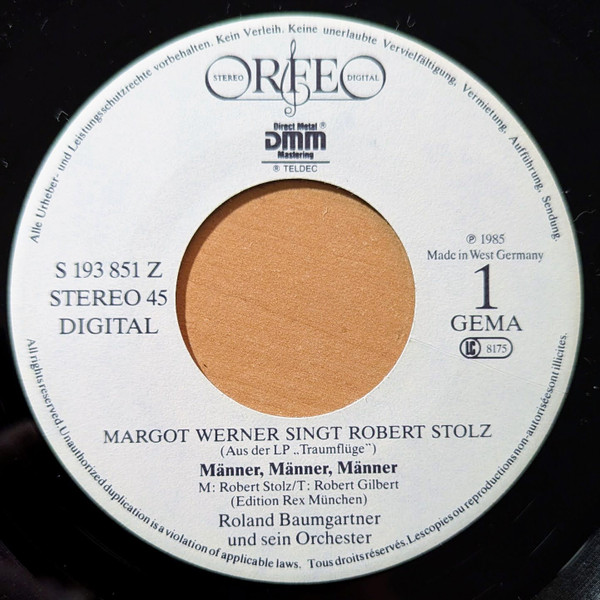 Alle Urheber- und Leistungsschutzrechte vorbehalten. Kein Verleih. Keine unerlaubte Vervielfältigung, Vermietung, Aufführung, Sendung.
ORFEO
STEREO DIGITAL
Direct Metal ®
DMM
Mastering
® TELDEC
S 193 851 Z
STEREO 45
DIGITAL
℗ 1985
Made in West Germany
1
GEMA
LC 8175
MARGOT WERNER SINGT ROBERT STOLZ
(Aus der LP „Traumflüge")
Männer, Männer, Männer
M: Robert Stolz/T: Robert Gilbert
(Edition Rex München)
Roland Baumgartner
und sein Orchester
All rights reserved. Unauthorized duplication is a violation of applicable laws. Tous droits réservés. Les copies ou reproductions non-autorisée sont illicites.